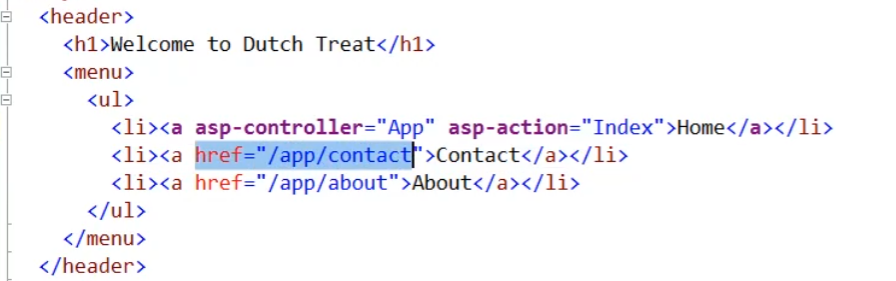 <header>
<h1>Welcome to Dutch Treat</h1>
<menu>
<ul>
<li><a asp-controller="App" asp-action="Index">Home</a></li>
<li><a href="/app/contact">Contact</a></li>
<li><a href="/app/about">About</a></li>
</ul>
</menu>
</header>